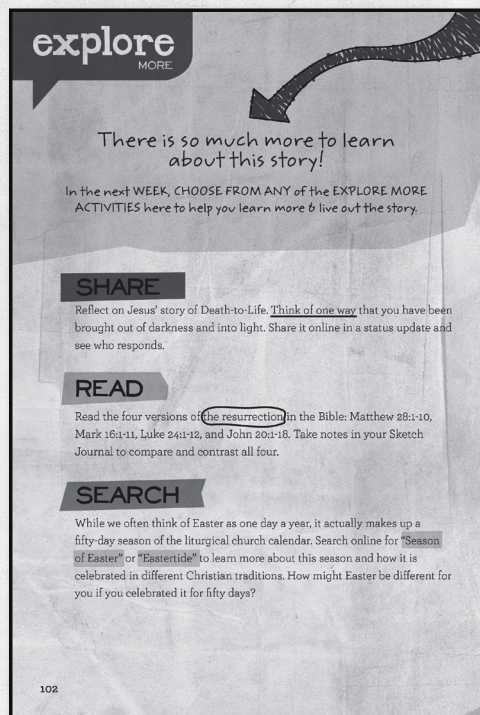 explore
MORE
There is so much more to learn
about this story!
In the next WEEK, CHOOSE FROM ANY of the EXPLORE MORE
ACTIVITIES here to help you learn more & live out the story.
SHARE
Reflect on Jesus' story of Death-to-Life. Think of one way that you have been
brought out of darkness and into light. Share it online in a status update and
see who responds.
READ
Read the four versions of the resurrection in the Bible: Matthew 28:1-10,
Mark 16:1-11, Luke 24:1-12, and John 20:1-18. Take notes in your Sketch
Journal to compare and contrast all four.
SEARCH
While we often think of Easter as one day a year, it actually makes up a
fifty-day season of the liturgical church calendar. Search online for “Season
of Easter” or “Eastertide” to learn more about this season and how it is
celebrated in different Christian traditions. How might Easter be different for
you if you celebrated it for fifty days?
102